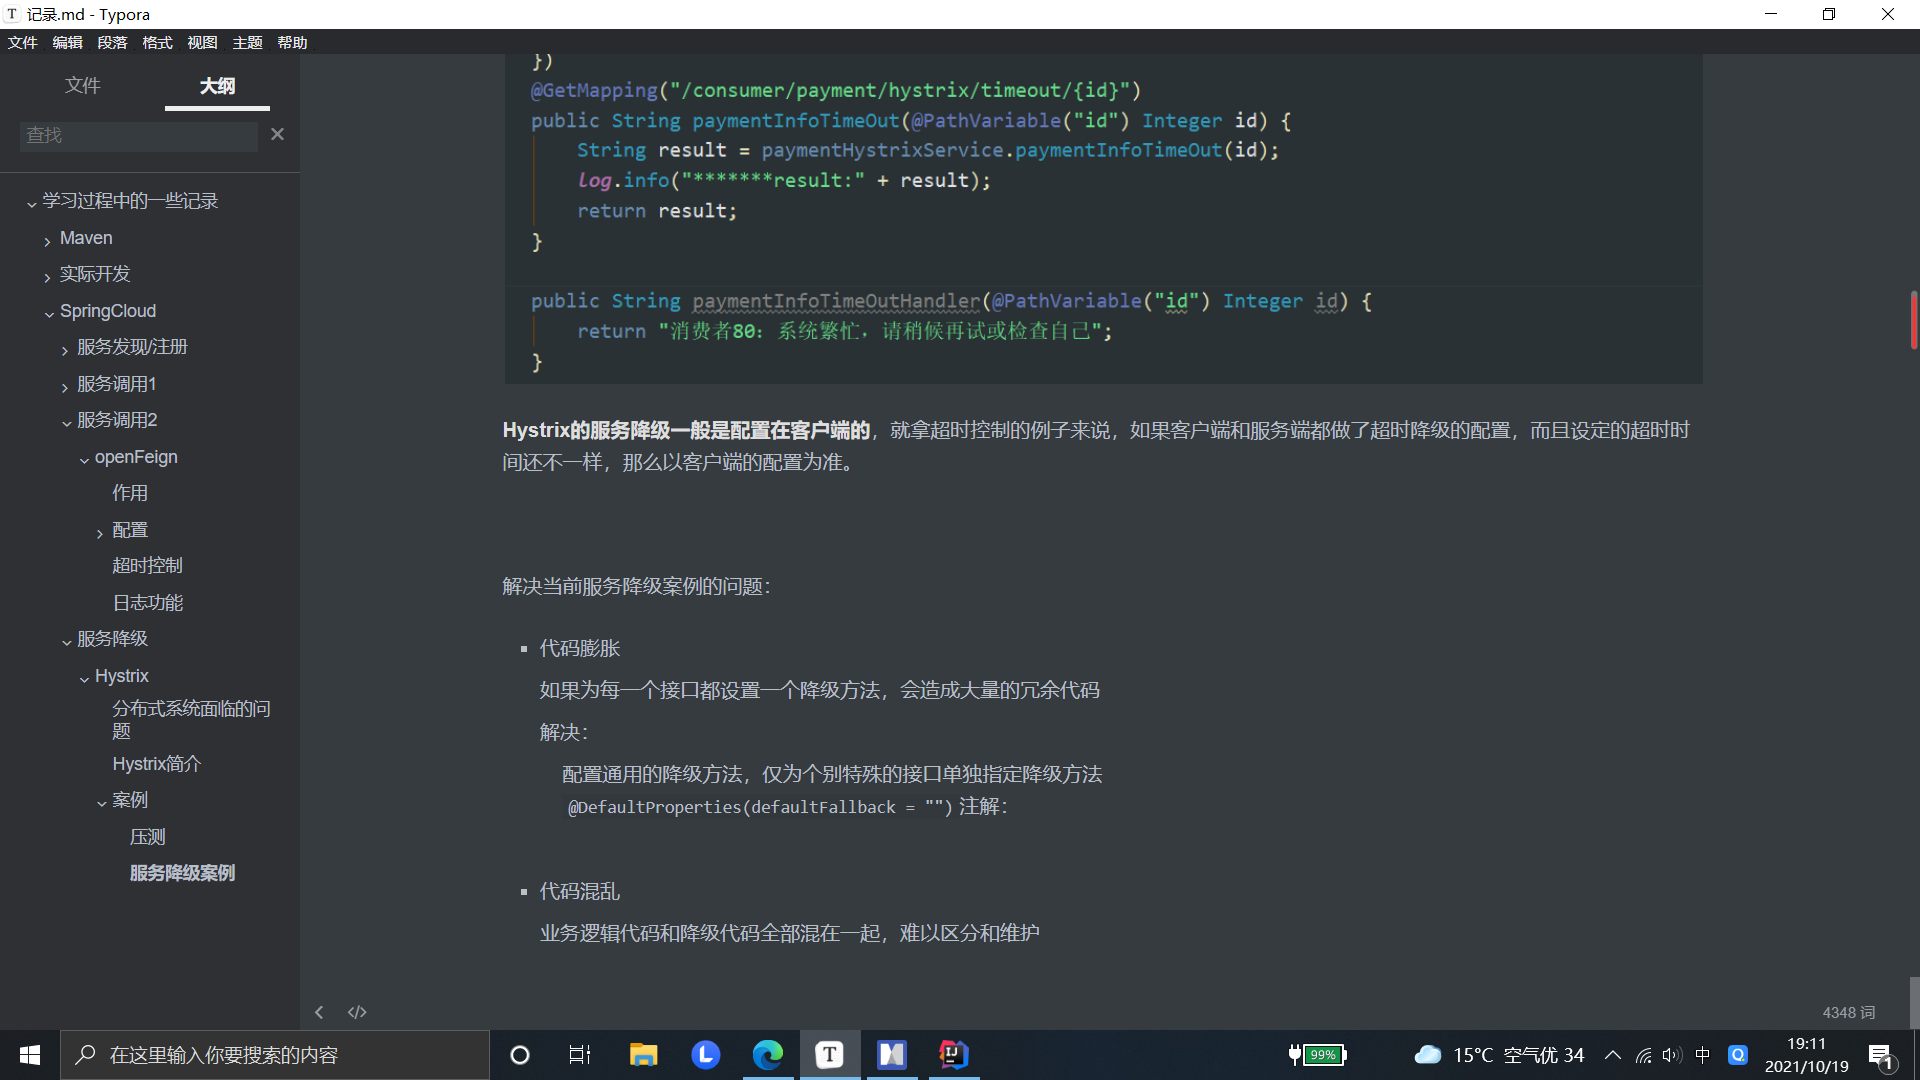 记录.md - Typora
文件 编辑 段落 格式 视图 主题 帮助
文件 大纲
查找
学习过程中的一些记录
Maven
实际开发
SpringCloud
服务发现/注册
服务调用1
服务调用2
openFeign
作用
配置
超时控制
日志功能
服务降级
Hystrix
分布式系统面临的问
题
Hystrix简介
案例
压测
服务降级案例
})
@GetMapping("/consumer/payment/hystrix/timeout/{id}")
public String paymentInfoTimeOut(@PathVariable("id") Integer id) {
String result = paymentHystrixService.paymentInfoTimeOut(id);
log.info("*******result:" + result);
return result;
}
public String paymentInfoTimeOutHandler(@PathVariable("id") Integer id) {
return "消费者80：系统繁忙，请稍候再试或检查自己";
}
Hystrix的服务降级一般是配置在客户端的，就拿超时控制的例子来说，如果客户端和服务端都做了超时降级的配置，而且设定的超时时
间还不一样，那么以客户端的配置为准。
解决当前服务降级案例的问题：
代码膨胀
如果为每一个接口都设置一个降级方法，会造成大量的冗余代码
解决：
配置通用的降级方法，仅为个别特殊的接口单独指定降级方法
@DefaultProperties(defaultFallback = "") 注解：
代码混乱
业务逻辑代码和降级代码全部混在一起，难以区分和维护
4348 词
在这里输入你要搜索的内容
99%
15°C 空气优 34
中
19:11
2021/10/19
1